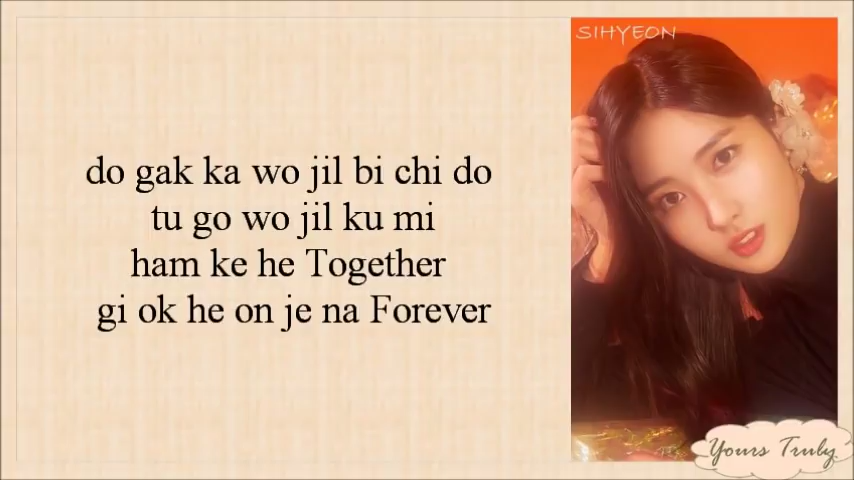 SIHYEON
do gak ka wo jil bi chi do
tu go wo jil ku mi
ham ke he Together
gi ok he on je na Forever
Yours Truly